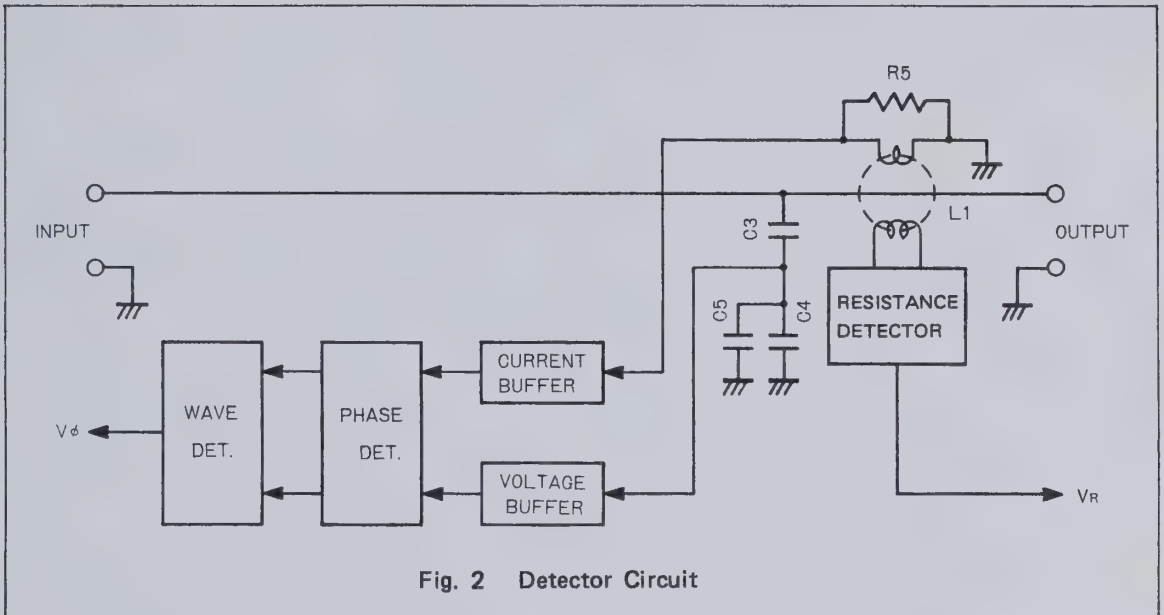 R5
L1
INPUT
C3
OUTPUT
C5
C4
RESISTANCE
DETECTOR
CURRENT
BUFFER
WAVE
DET.
PHASE
DET.
Vφ
VOLTAGE
BUFFER
VR
Fig. 2 Detector Circuit